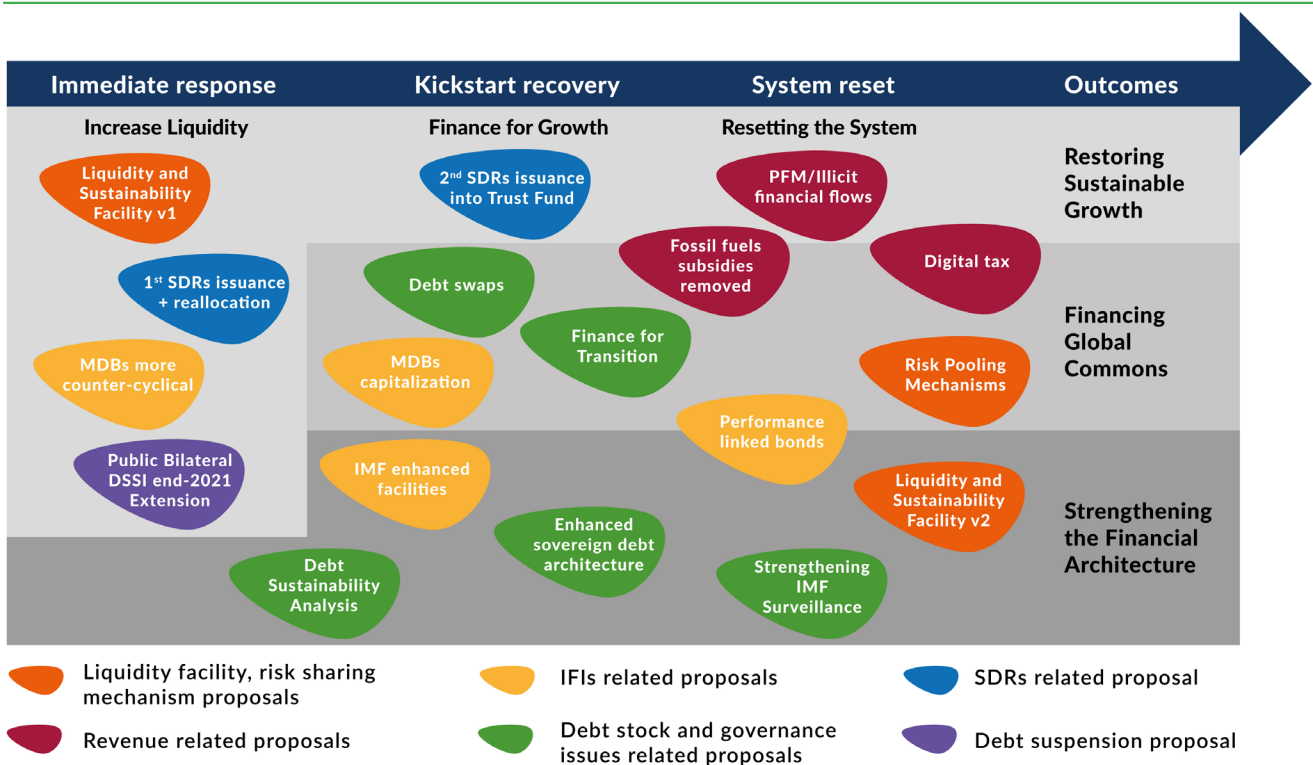 Immediate response
Kickstart recovery
System reset
Outcomes
Increase Liquidity
Finance for Growth
Resetting the System
Liquidity and
Sustainability
Facility v1
1st SDRs issuance
+ reallocation
MDBs more
counter-cyclical
Public Bilateral
DSSI end-2021
Extension
2nd SDRs issuance
into Trust Fund
Debt swaps
Finance for
Transition
MDBs
capitalization
IMF enhanced
facilities
Enhanced
sovereign debt
architecture
Debt
Sustainability
Analysis
PFM/Illicit
financial flows
Fossil fuels
subsidies
removed
Digital tax
Risk Pooling
Mechanisms
Performance
linked bonds
Liquidity and
Sustainability
Facility v2
Strengthening
IMF
Surveillance
Restoring
Sustainable
Growth
Financing
Global
Commons
Strengthening
the Financial
Architecture
Liquidity facility, risk sharing
mechanism proposals
IFIs related proposals
SDRs related proposal
Revenue related proposals
Debt stock and governance
issues related proposals
Debt suspension proposal